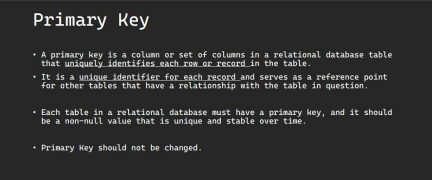 Primary Key
• A primary key is a column or set of columns in a relational database table
that uniquely identifies each row or record in the table.
• It is a unique identifier for each record and serves as a reference point
for other tables that have a relationship with the table in question.
• Each table in a relational database must have a primary key, and it should
be a non-null value that is unique and stable over time.
• Primary Key should not be changed.